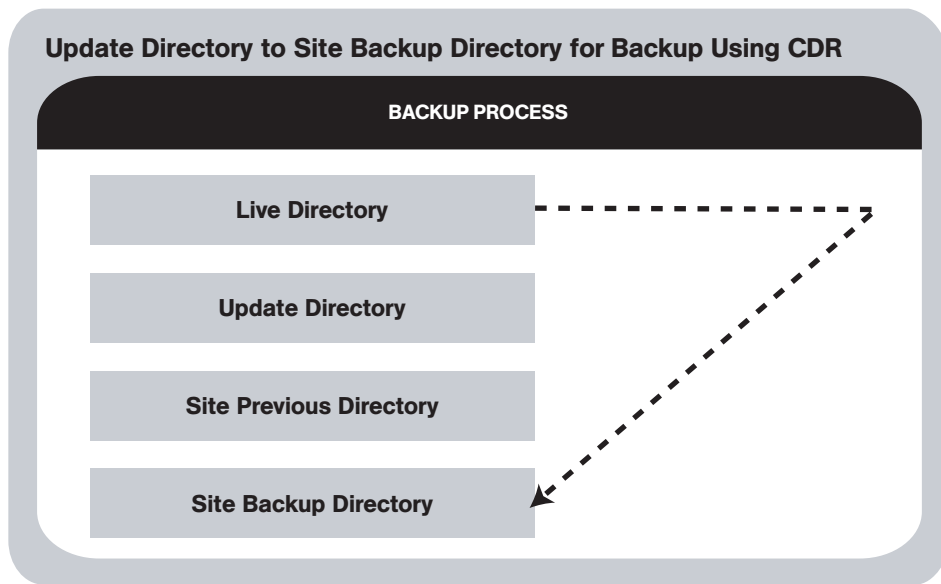 Update Directory to Site Backup Directory for Backup Using CDR
BACKUP PROCESS
Live Directory
Update Directory
Site Previous Directory
Site Backup Directory